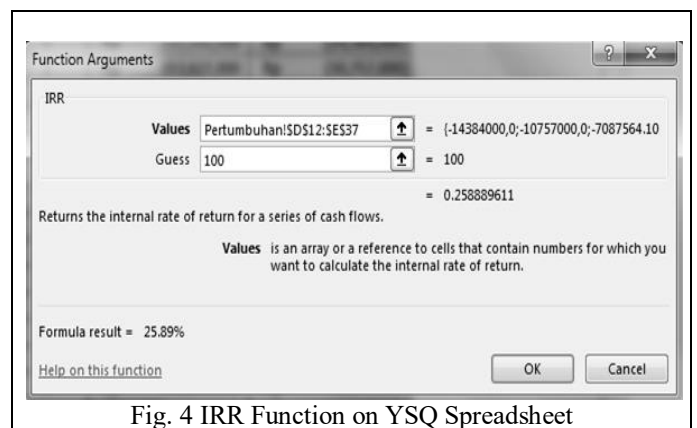 Function Arguments
IRR
Values Pertumbuhan!$D$12:$E$37 = {-14384000,0;-10757000,0;-7087564.10
Guess 100 = 100
= 0.258889611
Returns the internal rate of return for a series of cash flows.
Values is an array or a reference to cells that contain numbers for which you
want to calculate the internal rate of return.
Formula result = 25.89%
Help on this function OK Cancel
Fig. 4 IRR Function on YSQ Spreadsheet